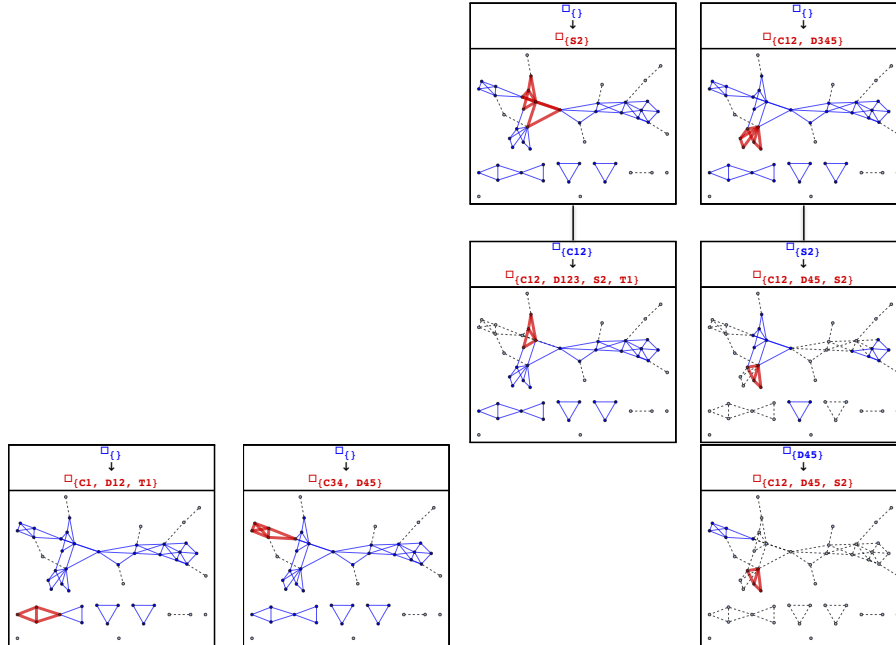 □{}
↓
□{S2}
□{}
↓
□{C12, D345}
□{C12}
↓
□{C12, D123, S2, T1}
□{S2}
↓
□{C12, D45, S2}
□{}
↓
□{C1, D12, T1}
□{}
↓
□{C34, D45}
□{D45}
↓
□{C12, D45, S2}